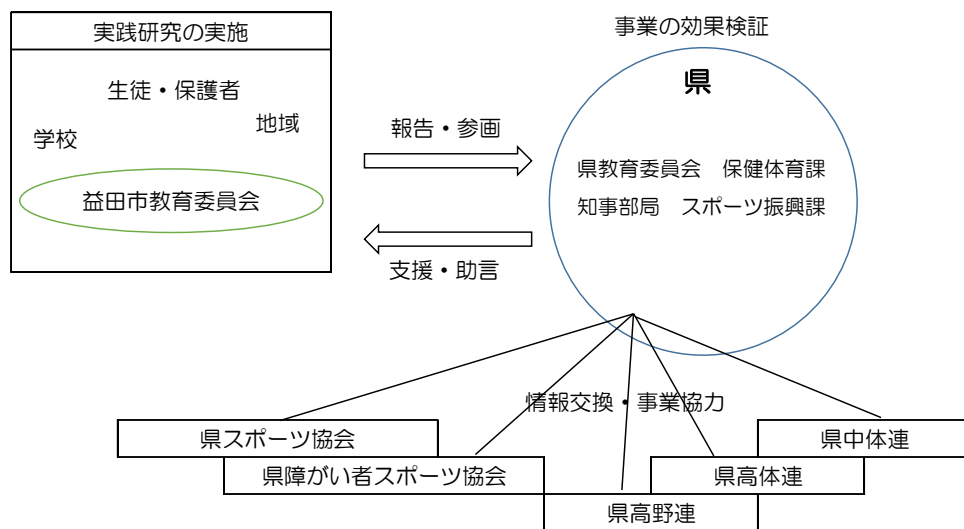 実践研究の実施
生徒・保護者
地域
学校
益田市教育委員会
報告・参画
支援・助言
事業の効果検証
県
県教育委員会　保健体育課
知事部局　スポーツ振興課
情報交換・事業協力
県スポーツ協会
県中体連
県障がい者スポーツ協会
県高体連
県高野連